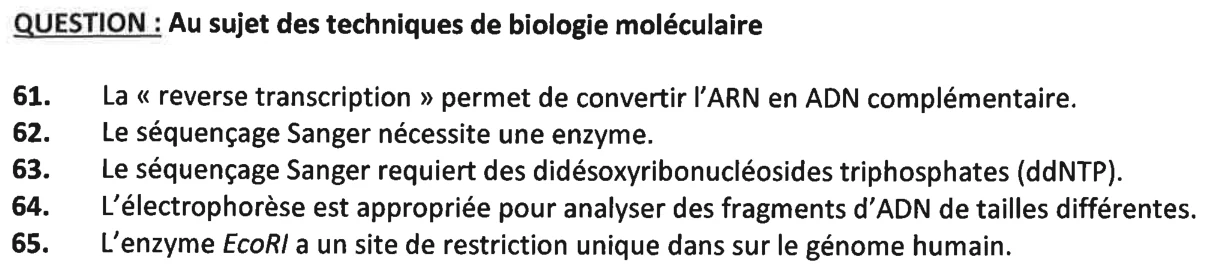 QUESTION : Au sujet des techniques de biologie moléculaire
61. La « reverse transcription » permet de convertir l'ARN en ADN complémentaire.
62. Le séquençage Sanger nécessite une enzyme.
63. Le séquençage Sanger requiert des didésoxyribonucléosides triphosphates (ddNTP).
64. L'électrophorèse est appropriée pour analyser des fragments d'ADN de tailles différentes.
65. L'enzyme EcoRI a un site de restriction unique dans sur le génome humain.